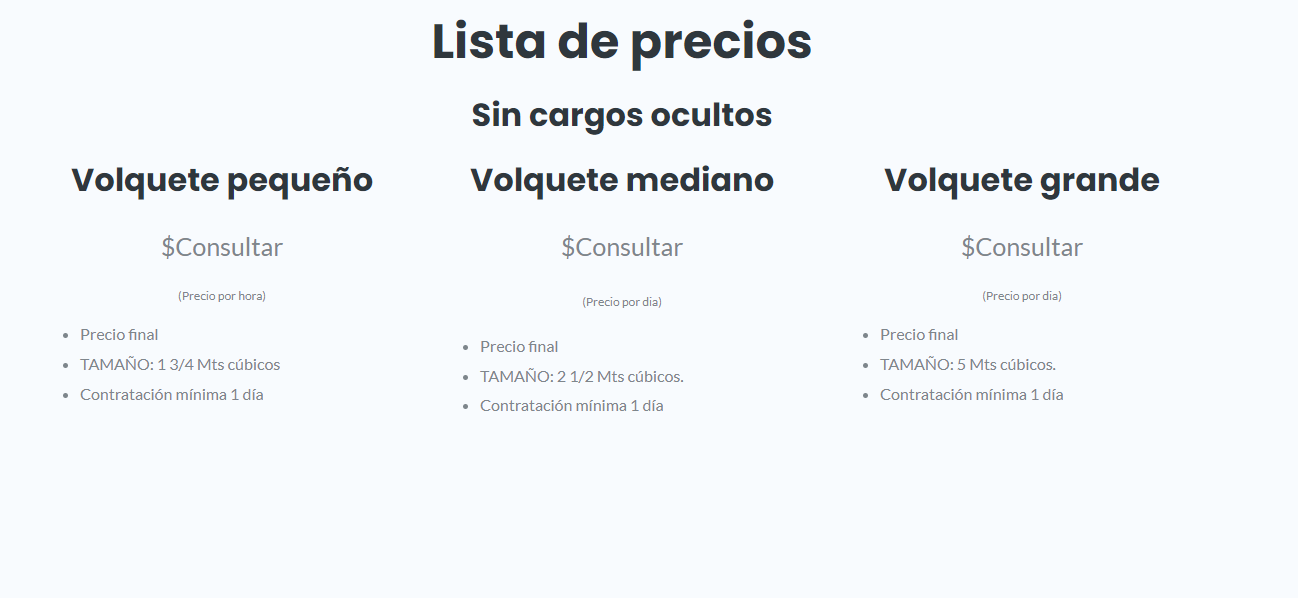 Lista de precios
Sin cargos ocultos
Volquete pequeño
$Consultar
(Precio por hora)
Precio final
TAMAÑO: 1 3/4 Mts cúbicos
Contratación mínima 1 día
Volquete mediano
$Consultar
(Precio por dia)
Precio final
TAMAÑO: 2 1/2 Mts cúbicos.
Contratación mínima 1 día
Volquete grande
$Consultar
(Precio por dia)
Precio final
TAMAÑO: 5 Mts cúbicos.
Contratación mínima 1 día